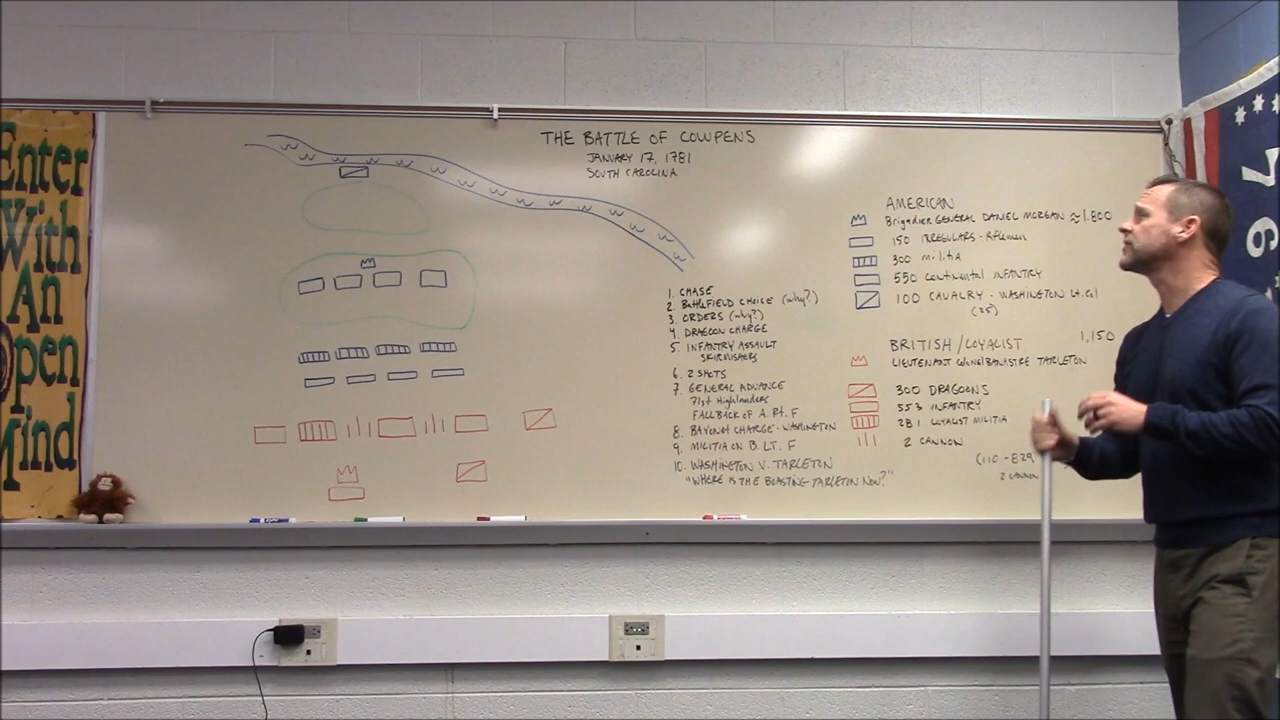 Enter
With
An
Open
Mind
THE BATTLE OF COWPENS
JANUARY 17, 1781
SOUTH CAROLINA
1. CHASE
2. BATTLEFIELD CHOICE (why?)
3. ORDERS (why?)
4. DRAGOON CHARGE
5. INFANTRY ASSAULT
SKIRMISHERS
6. 2 SHOTS
7. GENERAL ADVANCE
71st Highlanders
FALLBACK OF A. Rt. F
8. BAYONET CHARGE - WASHINGTON
9. MILITIA ON B. LT. F
10. WASHINGTON V. TARLETON
"WHERE IS THE BOASTING TARLETON NOW?"
AMERICAN
Brigadier GENERAL DANIEL MORGAN ≈ 1,800
150 IRREGULARS - Riflemen
300 militia
550 CONTINENTAL INFANTRY
100 CAVALRY - WASHINGTON Lt. Col
(25)
BRITISH / LOYALIST 1,150
LIEUTENANT COLONEL BANASTRE TARLETON
300 DRAGOONS
553 INFANTRY
281 LOYALIST MILITIA
2 CANNON
(110 - 829
2 CANNON
76